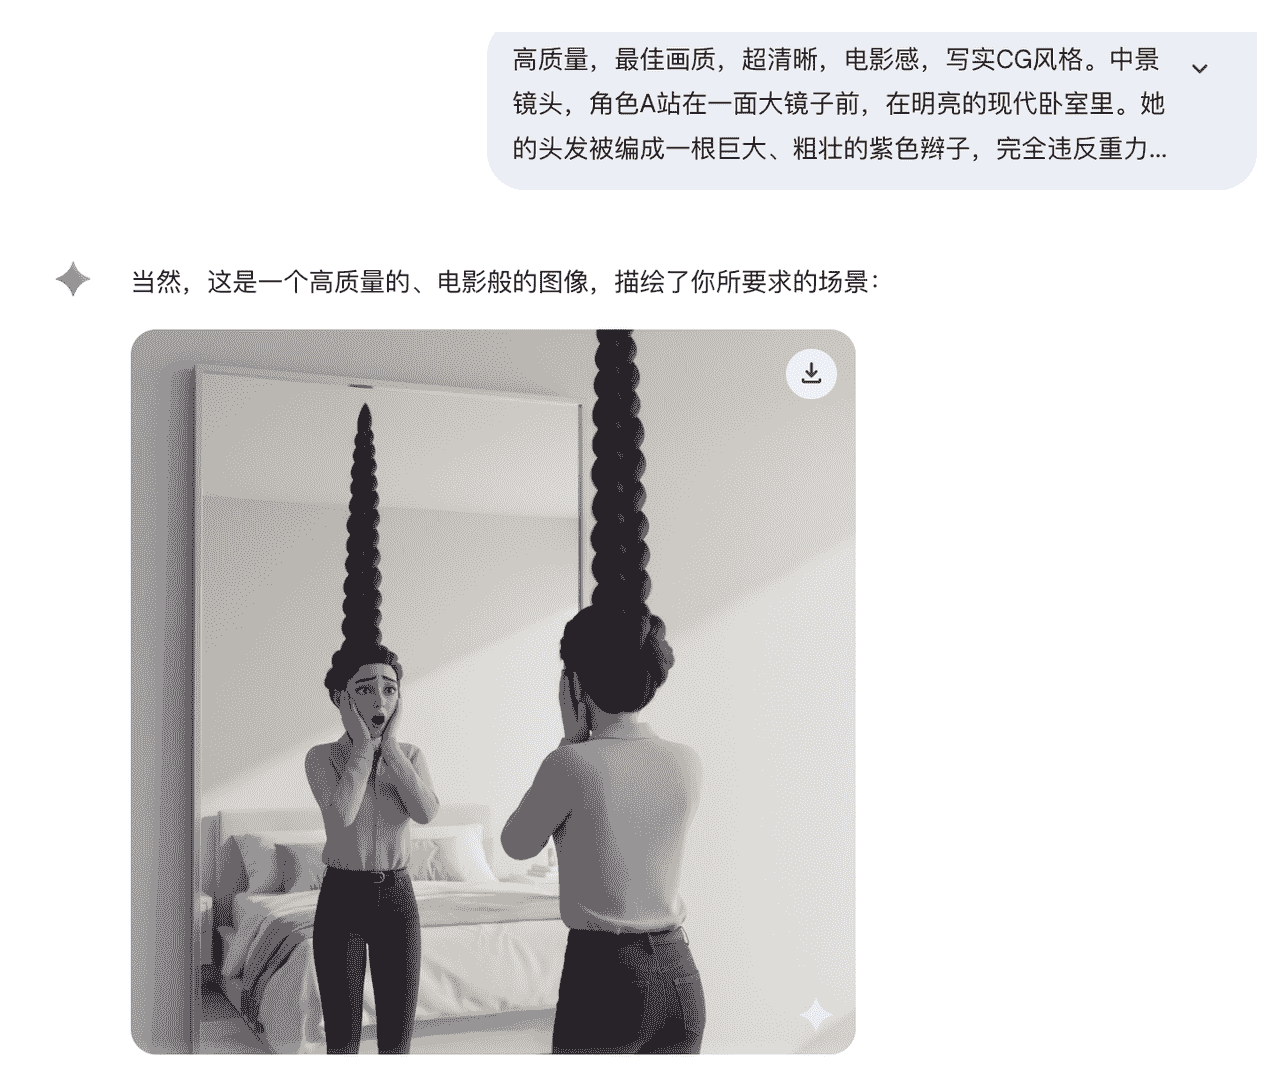 高质量，最佳画质，超清晰，电影感，写实CG风格。中景
镜头，角色A站在一面大镜子前，在明亮的现代卧室里。她
的头发被编成一根巨大、粗壮的紫色辫子，完全违反重力...
当然，这是一个高质量的、电影般的图像，描绘了你所要求的场景：